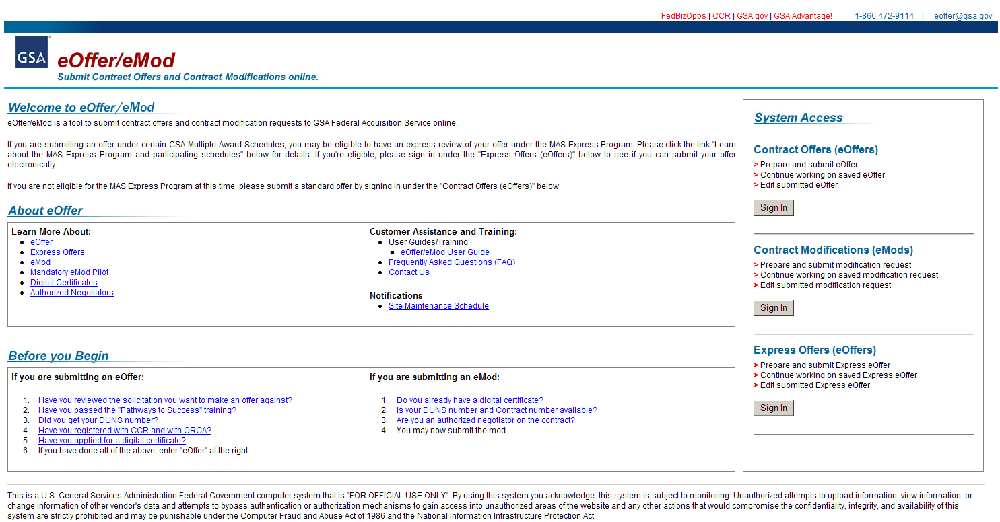 FedBizOpps | CCR | GSA.gov | GSA Advantage! 1-866 472-9114 | eoffer@gsa.gov
GSA
eOffer/eMod
Submit Contract Offers and Contract Modifications online.
Welcome to eOffer/eMod
eOffer/eMod is a tool to submit contract offers and contract modification requests to GSA Federal Acquisition Service online.
If you are submitting an offer under certain GSA Multiple Award Schedules, you may be eligible to have an express review of your offer under the MAS Express Program. Please click the link "Learn
about the MAS Express Program and participating schedules" below for details. If you're eligible, please sign in under the "Express Offers (eOffers)" below to see if you can submit your offer
electronically.
If you are not eligible for the MAS Express Program at this time, please submit a standard offer by signing in under the "Contract Offers (eOffers)" below.
About eOffer
Learn More About:
• eOffer
• Express Offers
• eMod
• Mandatory eMod Pilot
• Digital Certificates
• Authorized Negotiators
Customer Assistance and Training:
• User Guides/Training
▪ eOffer/eMod User Guide
• Frequently Asked Questions (FAQ)
• Contact Us
Notifications
• Site Maintenance Schedule
Before you Begin
If you are submitting an eOffer:
1. Have you reviewed the solicitation you want to make an offer against?
2. Have you passed the "Pathways to Success" training?
3. Did you get your DUNS number?
4. Have you registered with CCR and with ORCA?
5. Have you applied for a digital certificate?
6. If you have done all of the above, enter "eOffer" at the right.
If you are submitting an eMod:
1. Do you already have a digital certificate?
2. Is your DUNS number and Contract number available?
3. Are you an authorized negotiator on the contract?
4. You may now submit the mod...
System Access
Contract Offers (eOffers)
> Prepare and submit eOffer
> Continue working on saved eOffer
> Edit submitted eOffer
Sign In
Contract Modifications (eMods)
> Prepare and submit modification request
> Continue working on saved modification request
> Edit submitted modification request
Sign In
Express Offers (eOffers)
> Prepare and submit Express eOffer
> Continue working on saved Express eOffer
> Edit submitted Express eOffer
Sign In
This is a U.S. General Services Administration Federal Government computer system that is "FOR OFFICIAL USE ONLY". By using this system you acknowledge: this system is subject to monitoring. Unauthorized attempts to upload information, view information, or
change information of other vendor's data and attempts to bypass authentication or authorization mechanisms to gain access into unauthorized areas of the website and any other actions that would compromise the confidentiality, integrity, and availability of this
system are strictly prohibited and may be punishable under the Computer Fraud and Abuse Act of 1986 and the National Information Infrastructure Protection Act